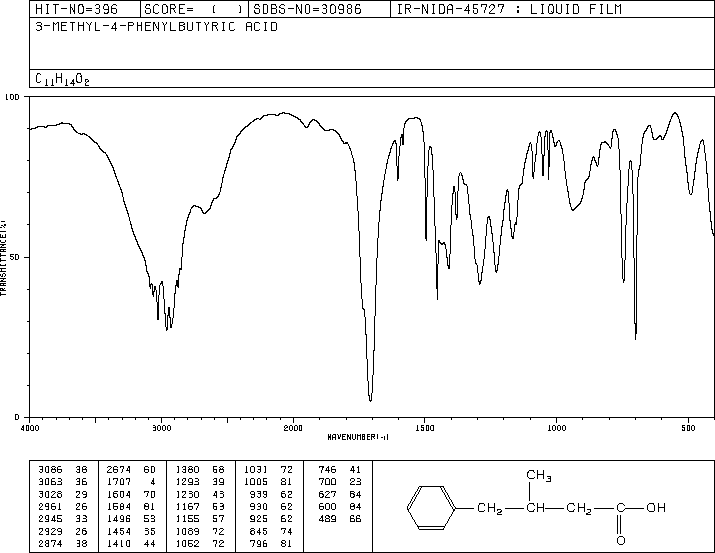 HIT-NO=396 SCORE= ( ) SDBS-NO=30986 IR-NIDA-45727 : LIQUID FILM
3-METHYL-4-PHENYLBUTYRIC ACID
C11H14O2
100
50
0
TRANSMITTANCE(%)
4000 3000 2000 1500 1000 500
WAVENUMBER(-1)
3086 38 2674 60 1380 58 1031 72 746 41
3063 36 1707 4 1293 39 1005 81 700 23
3028 29 1604 70 1230 43 939 62 627 84
2961 26 1584 81 1167 53 930 62 600 84
2945 33 1496 53 1155 57 925 62 489 66
2929 26 1454 35 1089 72 845 74
2874 38 1410 44 1052 72 796 81
CH3
CH2 CH CH2 C OH
O